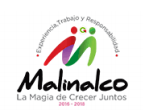 Experiencia, Trabajo y Responsabilidad
Malinalco
La Magia de Crecer Juntos
2016 - 2018